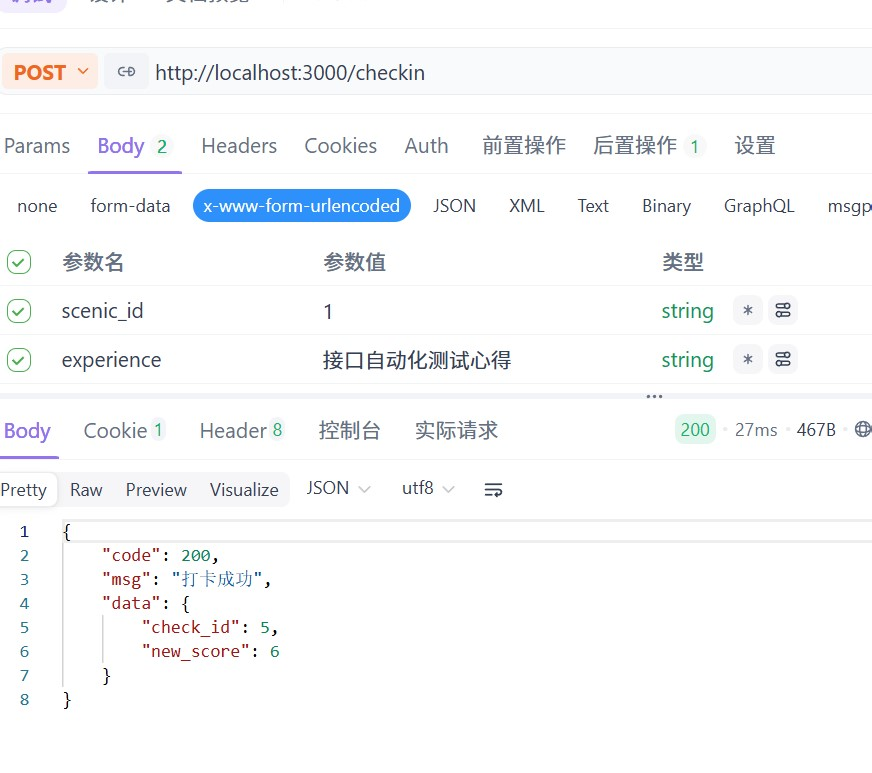 POST http://localhost:3000/checkin
Params Body 2 Headers Cookies Auth 前置操作 后置操作 1 设置
none form-data x-www-form-urlencoded JSON XML Text Binary GraphQL msgp
参数名 参数值 类型
scenic_id 1 string *
experience 接口自动化测试心得 string *
Body Cookie 1 Header 8 控制台 实际请求 200 · 27ms · 467B
Pretty Raw Preview Visualize JSON utf8
1 {
2 "code": 200,
3 "msg": "打卡成功",
4 "data": {
5 "check_id": 5,
6 "new_score": 6
7 }
8 }